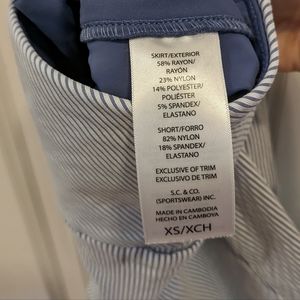 SKIRT/EXTERIOR
58% RAYON/
RAYÓN
23% NYLON
14% POLYESTER/
POLIÉSTER
5% SPANDEX/
ELASTANO
SHORT/FORRO
82% NYLON
18% SPANDEX/
ELASTANO
EXCLUSIVE OF TRIM
EXCLUSIVO DE TRIM
S.C. & CO.
(SPORTSWEAR) INC.
MADE IN CAMBODIA
HECHO EN CAMBOYA
XS/XCH